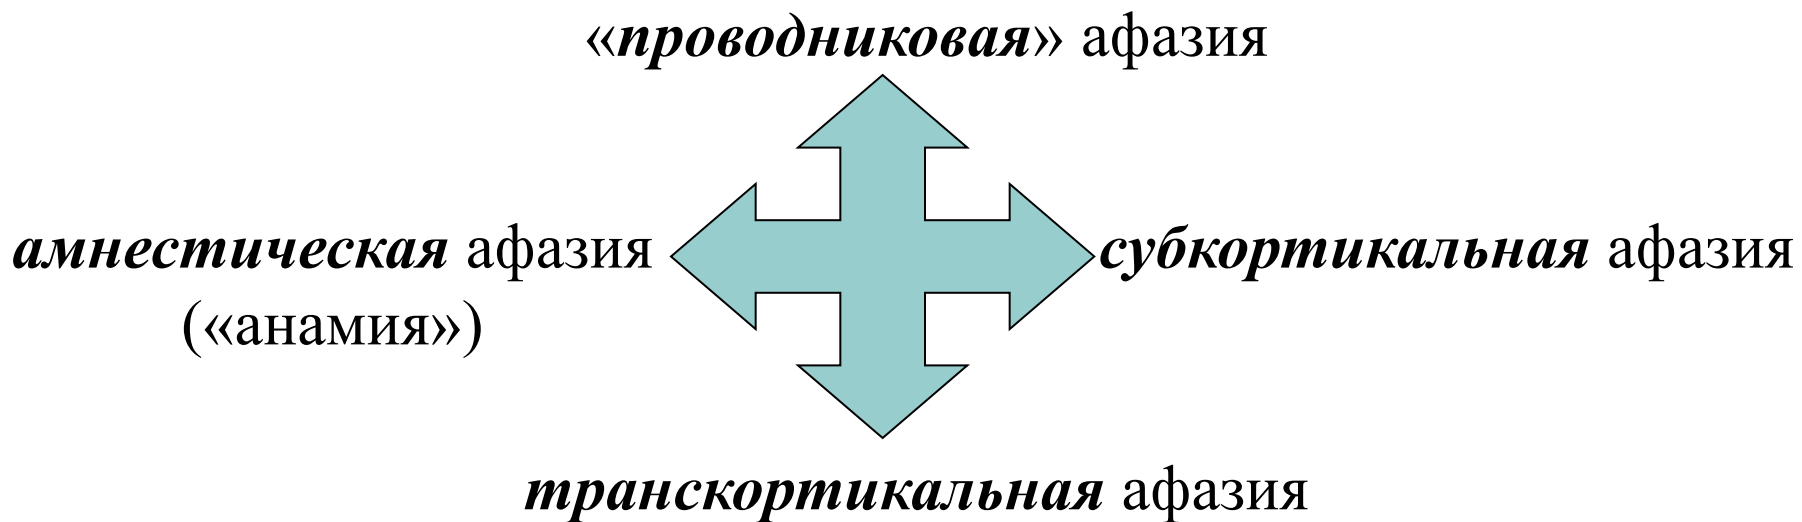 «проводниковая» афазия
амнестическая афазия
(«анамия»)
субкортикальная афазия
транскортикальная афазия